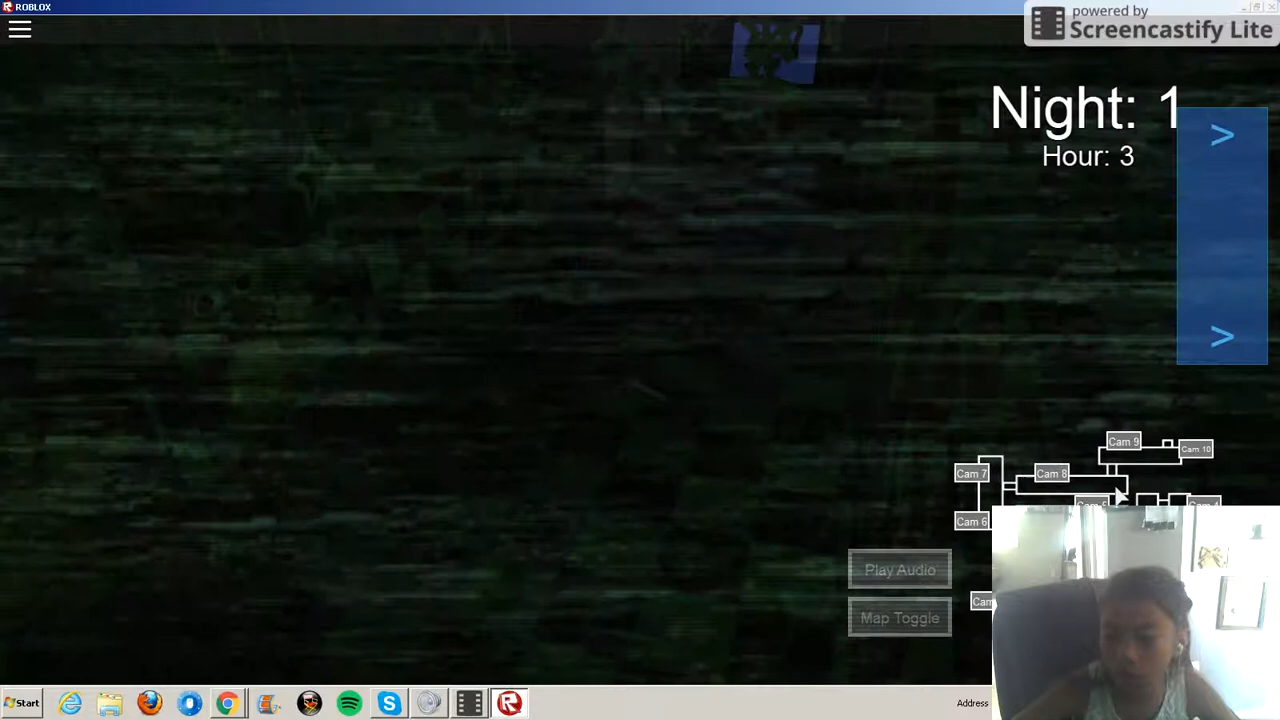 ROBLOX
powered by
Screencastify Lite
Night: 1
Hour: 3
>
>
Cam 9
Cam 10
Cam 7
Cam 8
Cam 6
Play Audio
Cam
Map Toggle
Start
Address